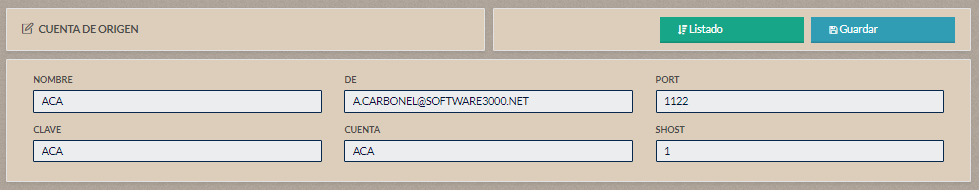 CUENTA DE ORIGEN
Listado
Guardar
NOMBRE DE PORT
ACA A.CARBONEL@SOFTWARE3000.NET 1122
CLAVE CUENTA SHOST
ACA ACA 1